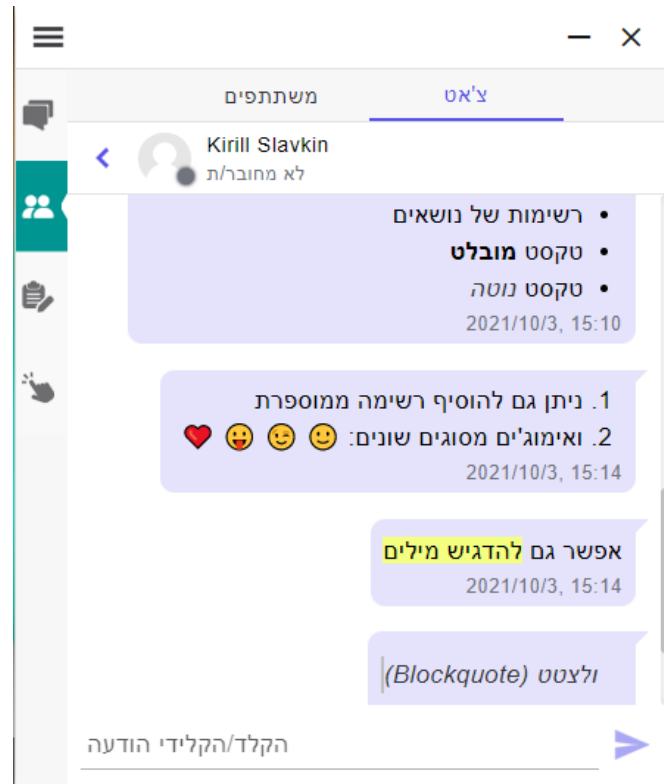 צ'אט
משתתפים
Kirill Slavkin
לא מחובר/ת
• רשימות של נושאים
• טקסט מובלט
• טקסט נוטה
2021/10/3, 15:10
1. ניתן גם להוסיף רשימה ממוספרת
2. ואימוג'ים מסוגים שונים: 🙂 😉 😛 ❤️
2021/10/3, 15:14
אפשר גם להדגיש מילים
2021/10/3, 15:14
ולצטט (Blockquote)
הקלד/הקלידי הודעה